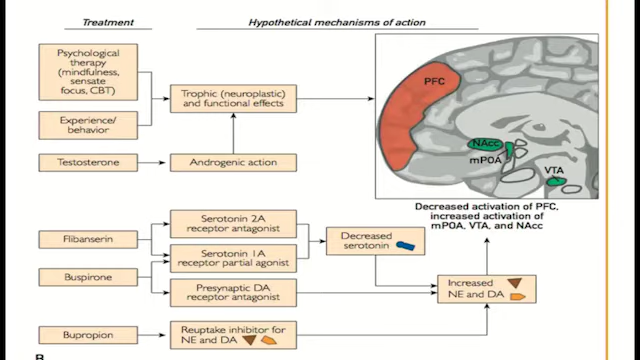 Treatment
Hypothetical mechanisms of action
Psychological
therapy
(mindfulness,
sensate
focus, CBT)
Experience/
behavior
Testosterone
Trophic (neuroplastic)
and functional effects
Androgenic action
PFC
NAcc
mPOA
VTA
Decreased activation of PFC,
increased activation of
mPOA, VTA, and NAcc
Flibanserin
Buspirone
Bupropion
Serotonin 2A
receptor antagonist
Serotonin 1A
receptor partial agonist
Presynaptic DA
receptor antagonist
Reuptake inhibitor for
NE and DA
Decreased
serotonin
Increased
NE and DA